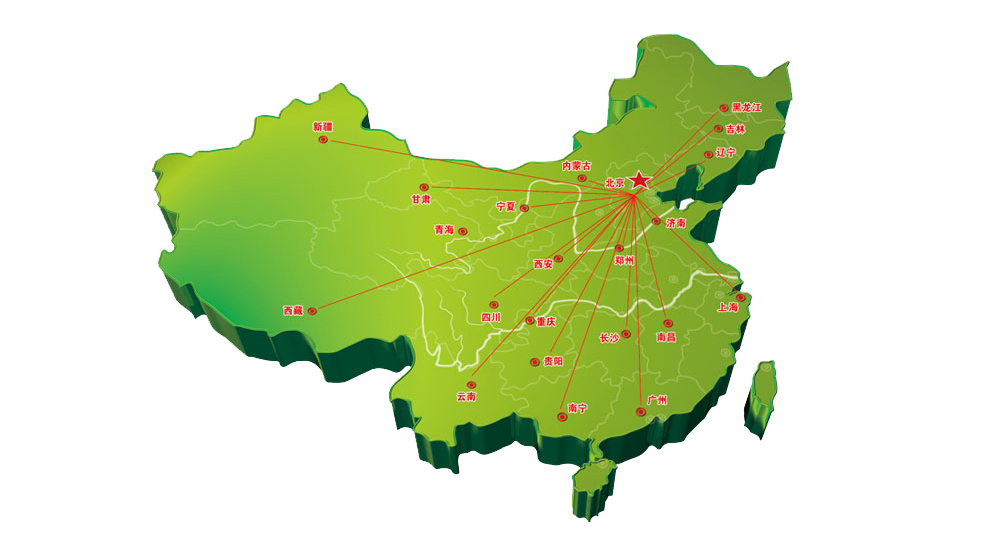 黑龙江
新疆
吉林
辽宁
内蒙古
北京
甘肃
宁夏
济南
青海
郑州
西安
上海
西藏
四川
重庆
长沙
南昌
贵阳
云南
广州
南宁